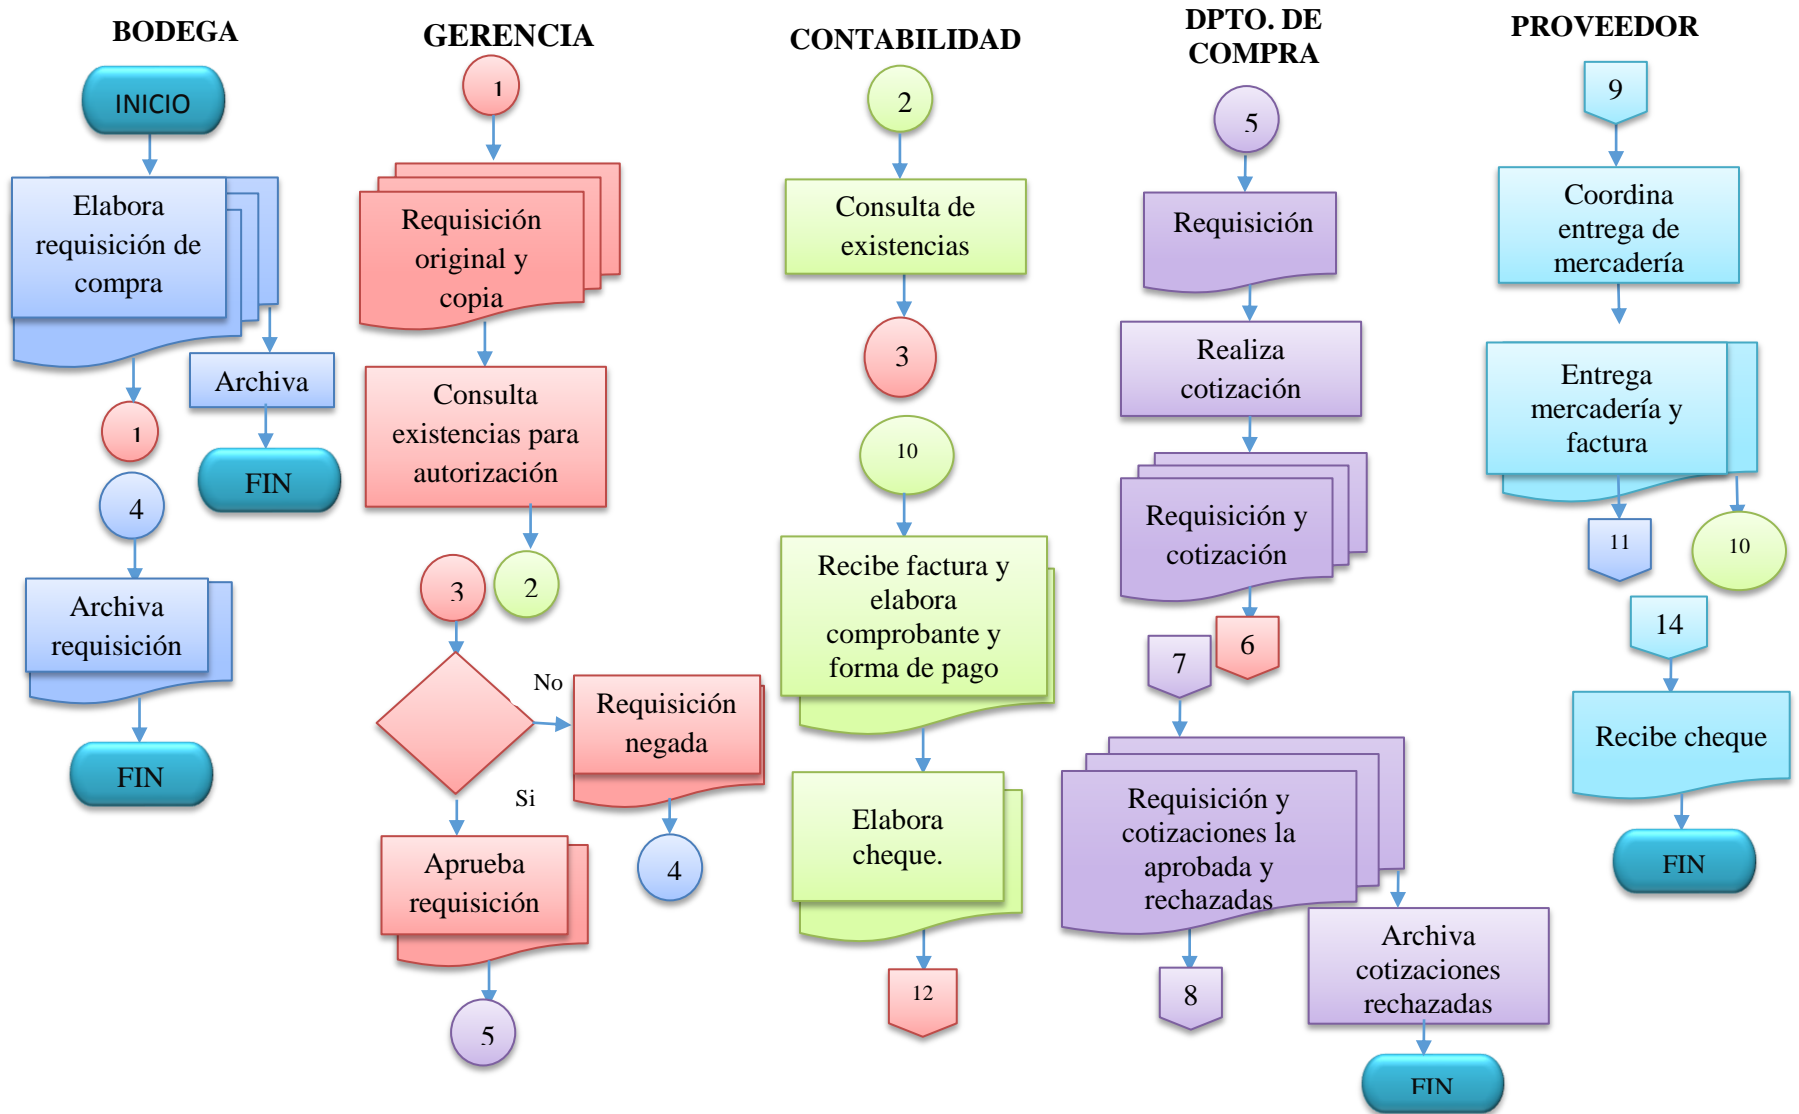 BODEGA
INICIO
Elabora
requisición de
compra
Archiva
1
FIN
4
Archiva
requisición
FIN
GERENCIA
1
Requisición
original y
copia
Consulta
existencias para
autorización
2
3
No
Requisición
negada
4
Si
Aprueba
requisición
5
CONTABILIDAD
2
Consulta de
existencias
3
10
Recibe factura y
elabora
comprobante y
forma de pago
Elabora
cheque.
12
DPTO. DE
COMPRA
5
Requisición
Realiza
cotización
Requisición y
cotización
6
7
Requisición y
cotizaciones la
aprobada y
rechazadas
8
Archiva
cotizaciones
rechazadas
FIN
PROVEEDOR
9
Coordina
entrega de
mercadería
Entrega
mercadería y
factura
11
10
14
Recibe cheque
FIN